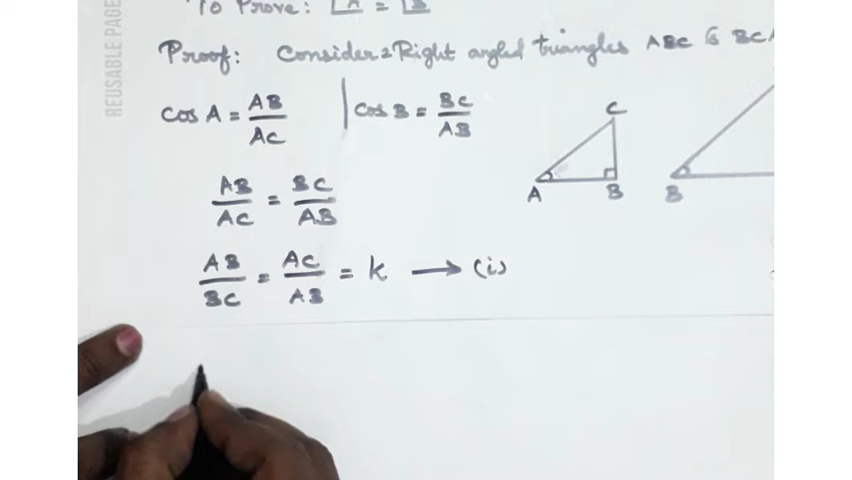 REUSABLE PAGE
To Prove: ∠A = ∠B
Proof: Consider 2 Right angled triangles ABC & BCA
cos A = AB/AC | cos B = BC/AB
AB/AC = BC/AB
AB/BC = AC/AB = k → (i)
C
A B
B